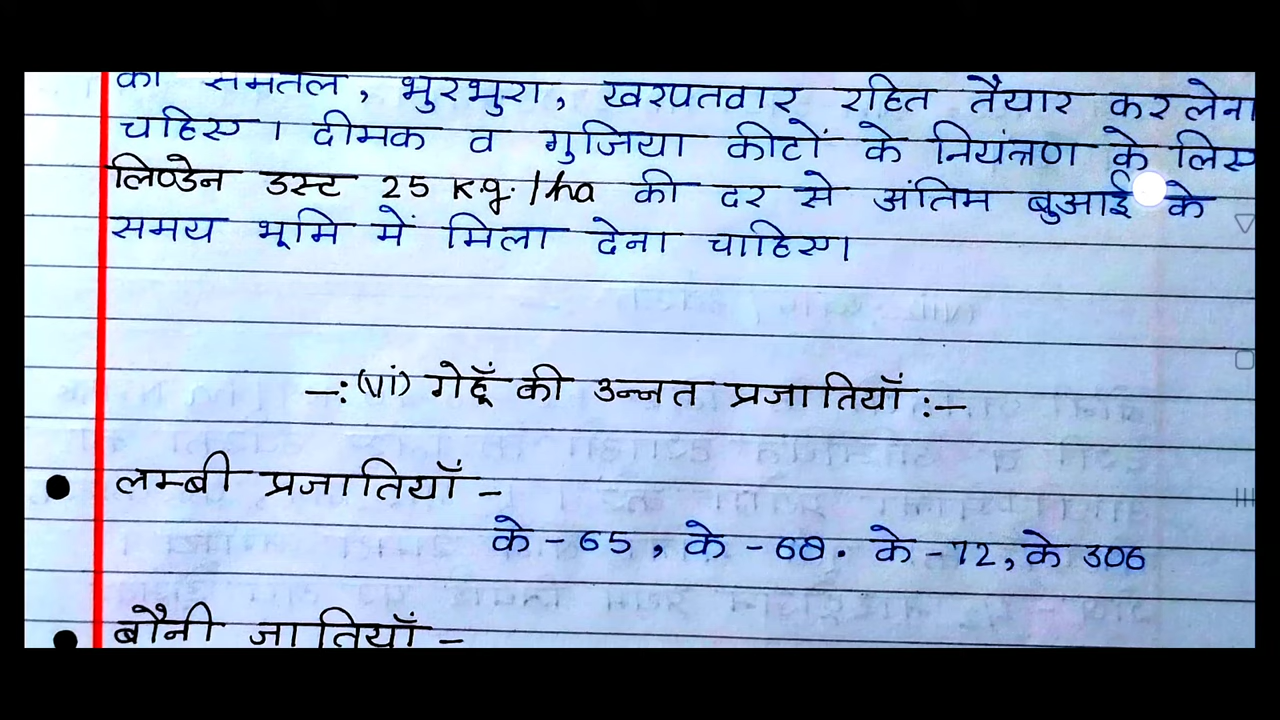 को समतल, भुरभुरा, खरपतवार रहित तैयार कर लेना
चहिए। दीमक व गुजिया कीटों के नियंत्रण के लिए
लिण्डेन डस्ट 25 Kg./ha की दर से अंतिम बुआई के
समय भूमि में मिला देना चाहिए।
-:(vi) गेहूँ की उन्नत प्रजातियाँ :-
• लम्बी प्रजातियाँ -
के -65, के -68. के -72, के 306
• बौनी जातियाँ -